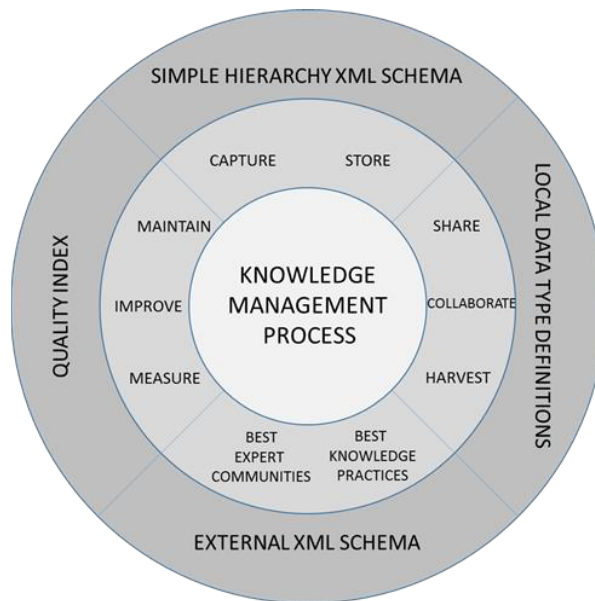 SIMPLE HIERARCHY XML SCHEMA
CAPTURE
STORE
MAINTAIN
SHARE
QUALITY INDEX
IMPROVE
KNOWLEDGE
MANAGEMENT
PROCESS
COLLABORATE
LOCAL DATA TYPE DEFINITIONS
MEASURE
HARVEST
BEST
EXPERT
COMMUNITIES
BEST
KNOWLEDGE
PRACTICES
EXTERNAL XML SCHEMA